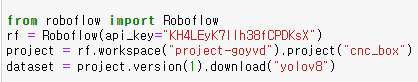 from roboflow import Roboflow
rf = Roboflow(api_key="KH4LEyK7Ilh38fCPDKsX")
project = rf.workspace("project-goyvd").project("cnc_box")
dataset = project.version(1).download("yolov8")